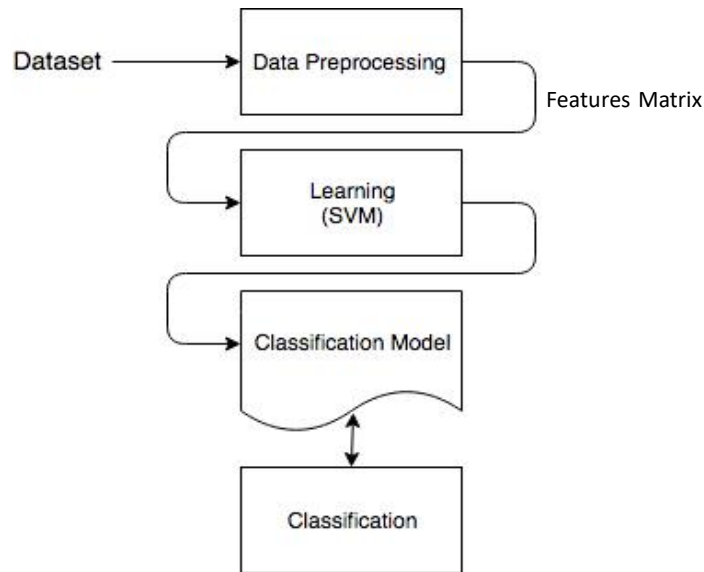 Dataset
Data Preprocessing
Features Matrix
Learning
(SVM)
Classification Model
Classification